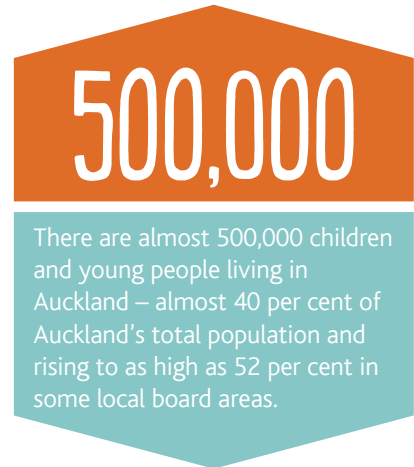 500,000
There are almost 500,000 children
and young people living in
Auckland – almost 40 per cent of
Auckland's total population and
rising to as high as 52 per cent in
some local board areas.